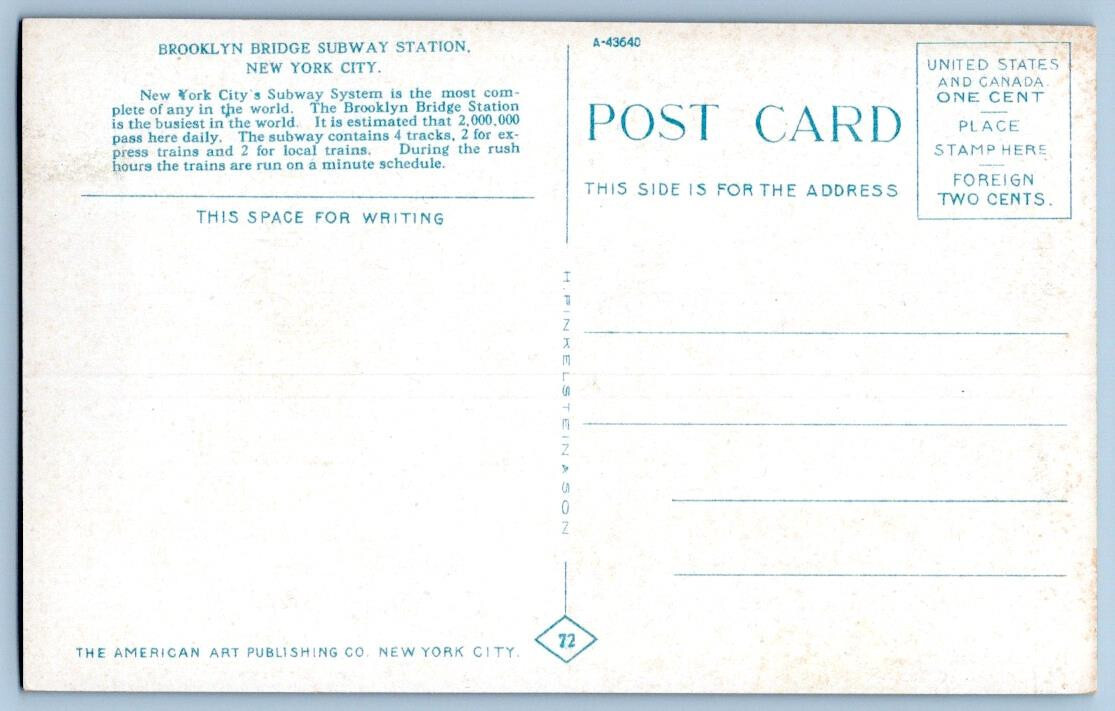 BROOKLYN BRIDGE SUBWAY STATION,
NEW YORK CITY.
New York City's Subway System is the most com-
plete of any in the world. The Brooklyn Bridge Station
is the busiest in the world. It is estimated that 2,000,000
pass here daily. The subway contains 4 tracks, 2 for ex-
press trains and 2 for local trains. During the rush
hours the trains are run on a minute schedule.
THIS SPACE FOR WRITING
THE AMERICAN ART PUBLISHING CO. NEW YORK CITY.
H. FINKELSTEIN & SON
72
A-43640
POST CARD
THIS SIDE IS FOR THE ADDRESS
UNITED STATES
AND CANADA
ONE CENT
PLACE
STAMP HERE
FOREIGN
TWO CENTS.